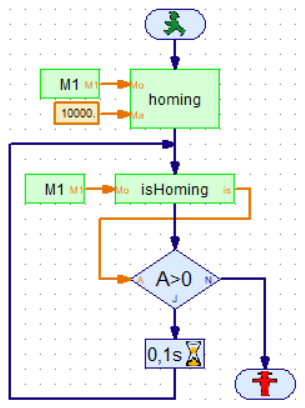 M1 M1 Mo
homing
10000. Ma
M1 M1 Mo isHoming is
A A>0 N
J
0,1s